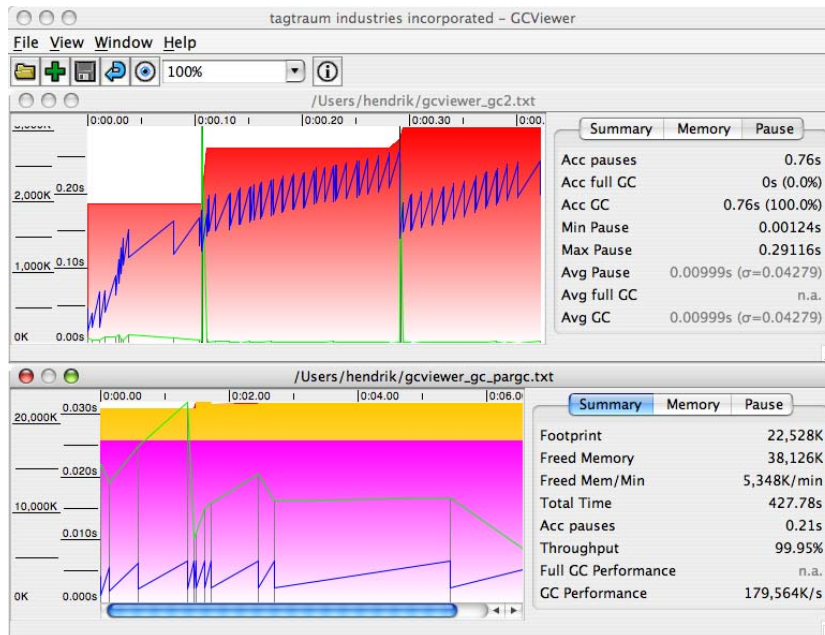 tagtraum industries incorporated – GCViewer
File View Window Help
100%
/Users/hendrik/gcviewer_gc2.txt
0:00.00 0:00.10 0:00.20 0:00.30 0:00.
2,000K 0.20s
1,000K 0.10s
0K 0.00s
Summary Memory Pause
Acc pauses 0.76s
Acc full GC 0s (0.0%)
Acc GC 0.76s (100.0%)
Min Pause 0.00124s
Max Pause 0.29116s
Avg Pause 0.00999s (σ=0.04279)
Avg full GC n.a.
Avg GC 0.00999s (σ=0.04279)
/Users/hendrik/gcviewer_gc_pargc.txt
0:00.00 0:02.00 0:04.00 0:06.0
20,000K 0.030s
0.020s
10,000K 0.010s
0K 0.000s
Summary Memory Pause
Footprint 22,528K
Freed Memory 38,126K
Freed Mem/Min 5,348K/min
Total Time 427.78s
Acc pauses 0.21s
Throughput 99.95%
Full GC Performance n.a.
GC Performance 179,564K/s